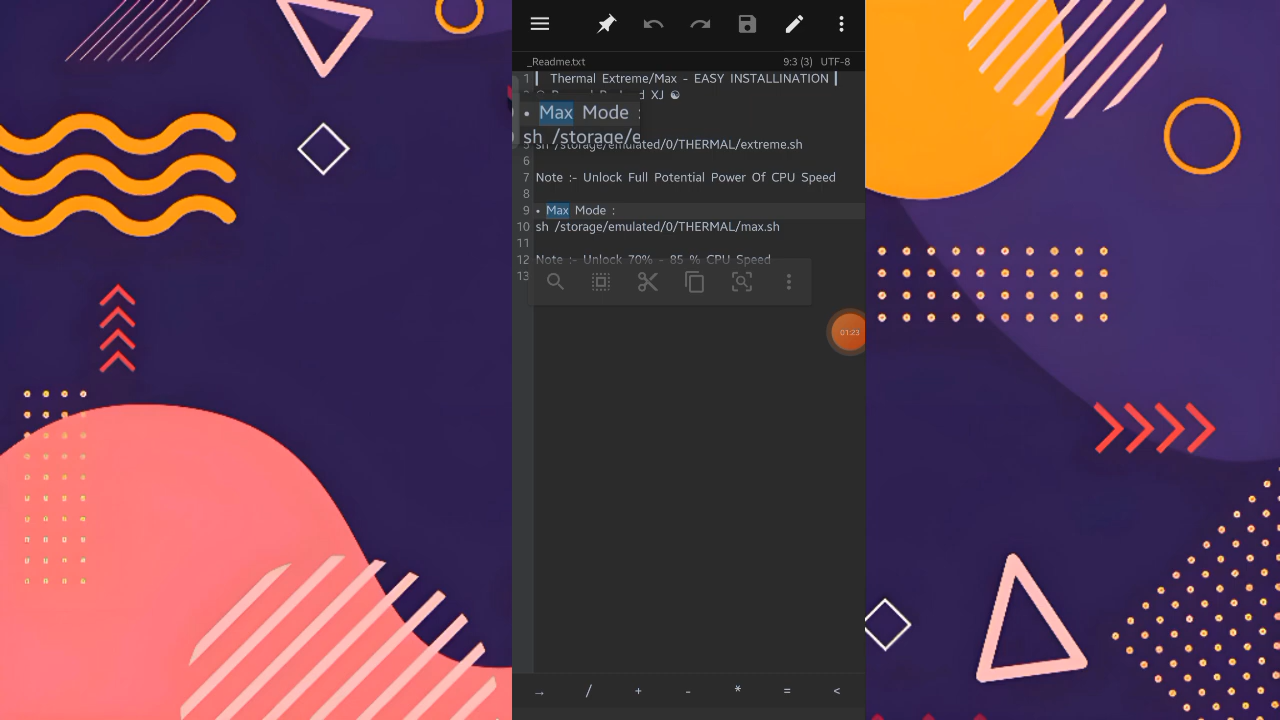 _Readme.txt 9:3 (3) UTF-8
1 Thermal Extreme/Max - EASY INSTALLINATION
XJ
• Max Mode :
sh /storage/e
sh /storage/emulated/0/THERMAL/extreme.sh
6
7 Note :- Unlock Full Potential Power Of CPU Speed
8
9 • Max Mode :
10 sh /storage/emulated/0/THERMAL/max.sh
11
12 Note :- Unlock 70% - 85 % CPU Speed
13
01:23
→ / + - * = <